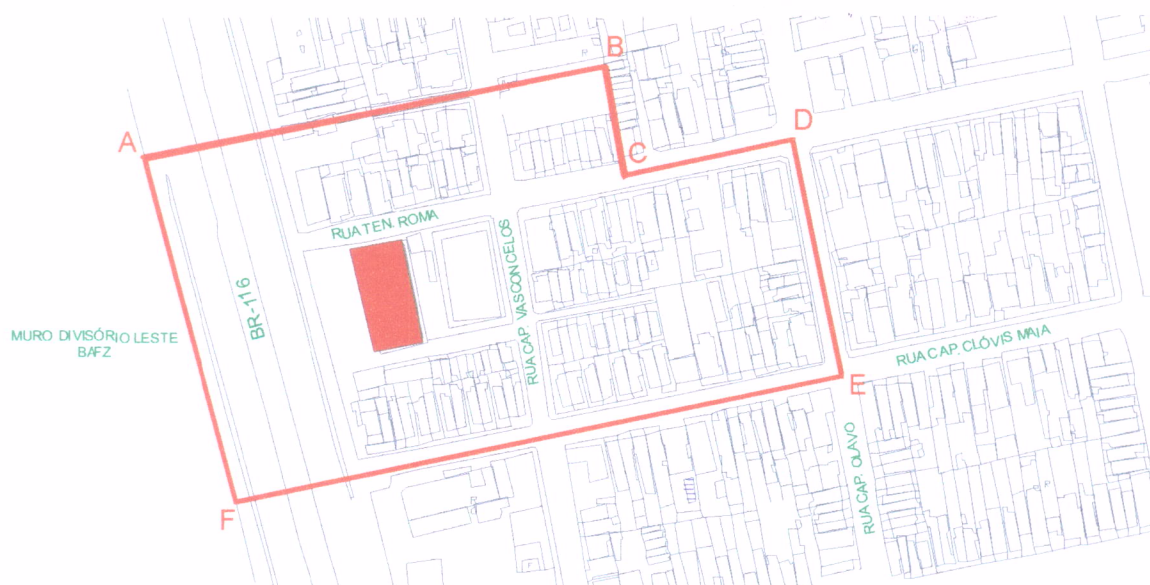 B
A
D
C
RUA TEN. ROMA
RUA CAP. VASCONCELOS
BR-116
MURO DIVISÓRIO LESTE
BAFZ
RUA CAP. CLÓVIS MAIA
E
RUA CAP. OLAVO
F